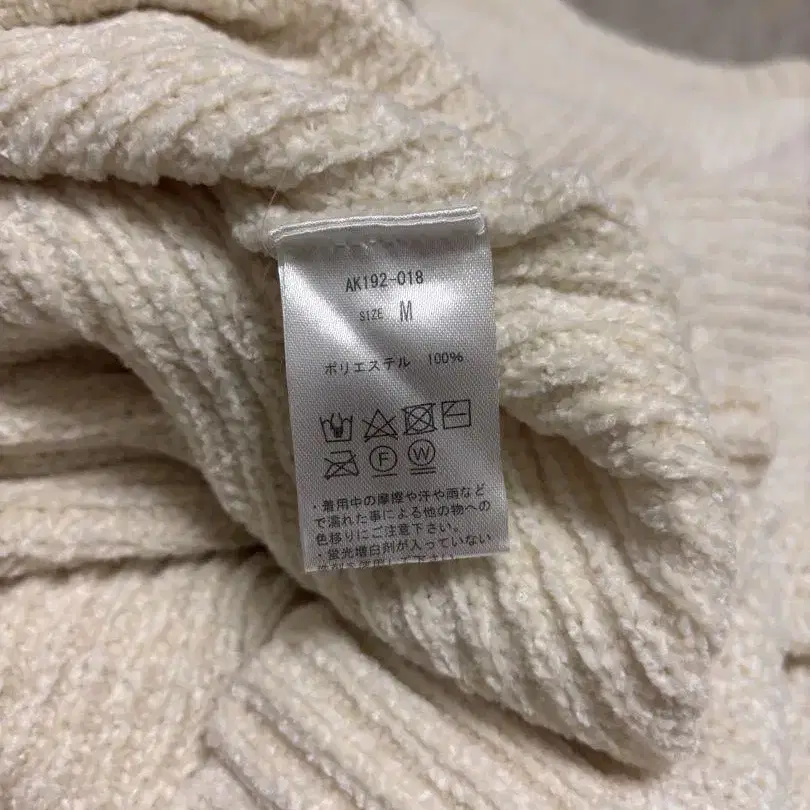 AK192-018
SIZE M
ポリエステル 100%
F W
・着用中の摩擦や汗や雨など
で濡れた事による他の物への
色移りにご注意下さい。
・蛍光増白剤が入っていない